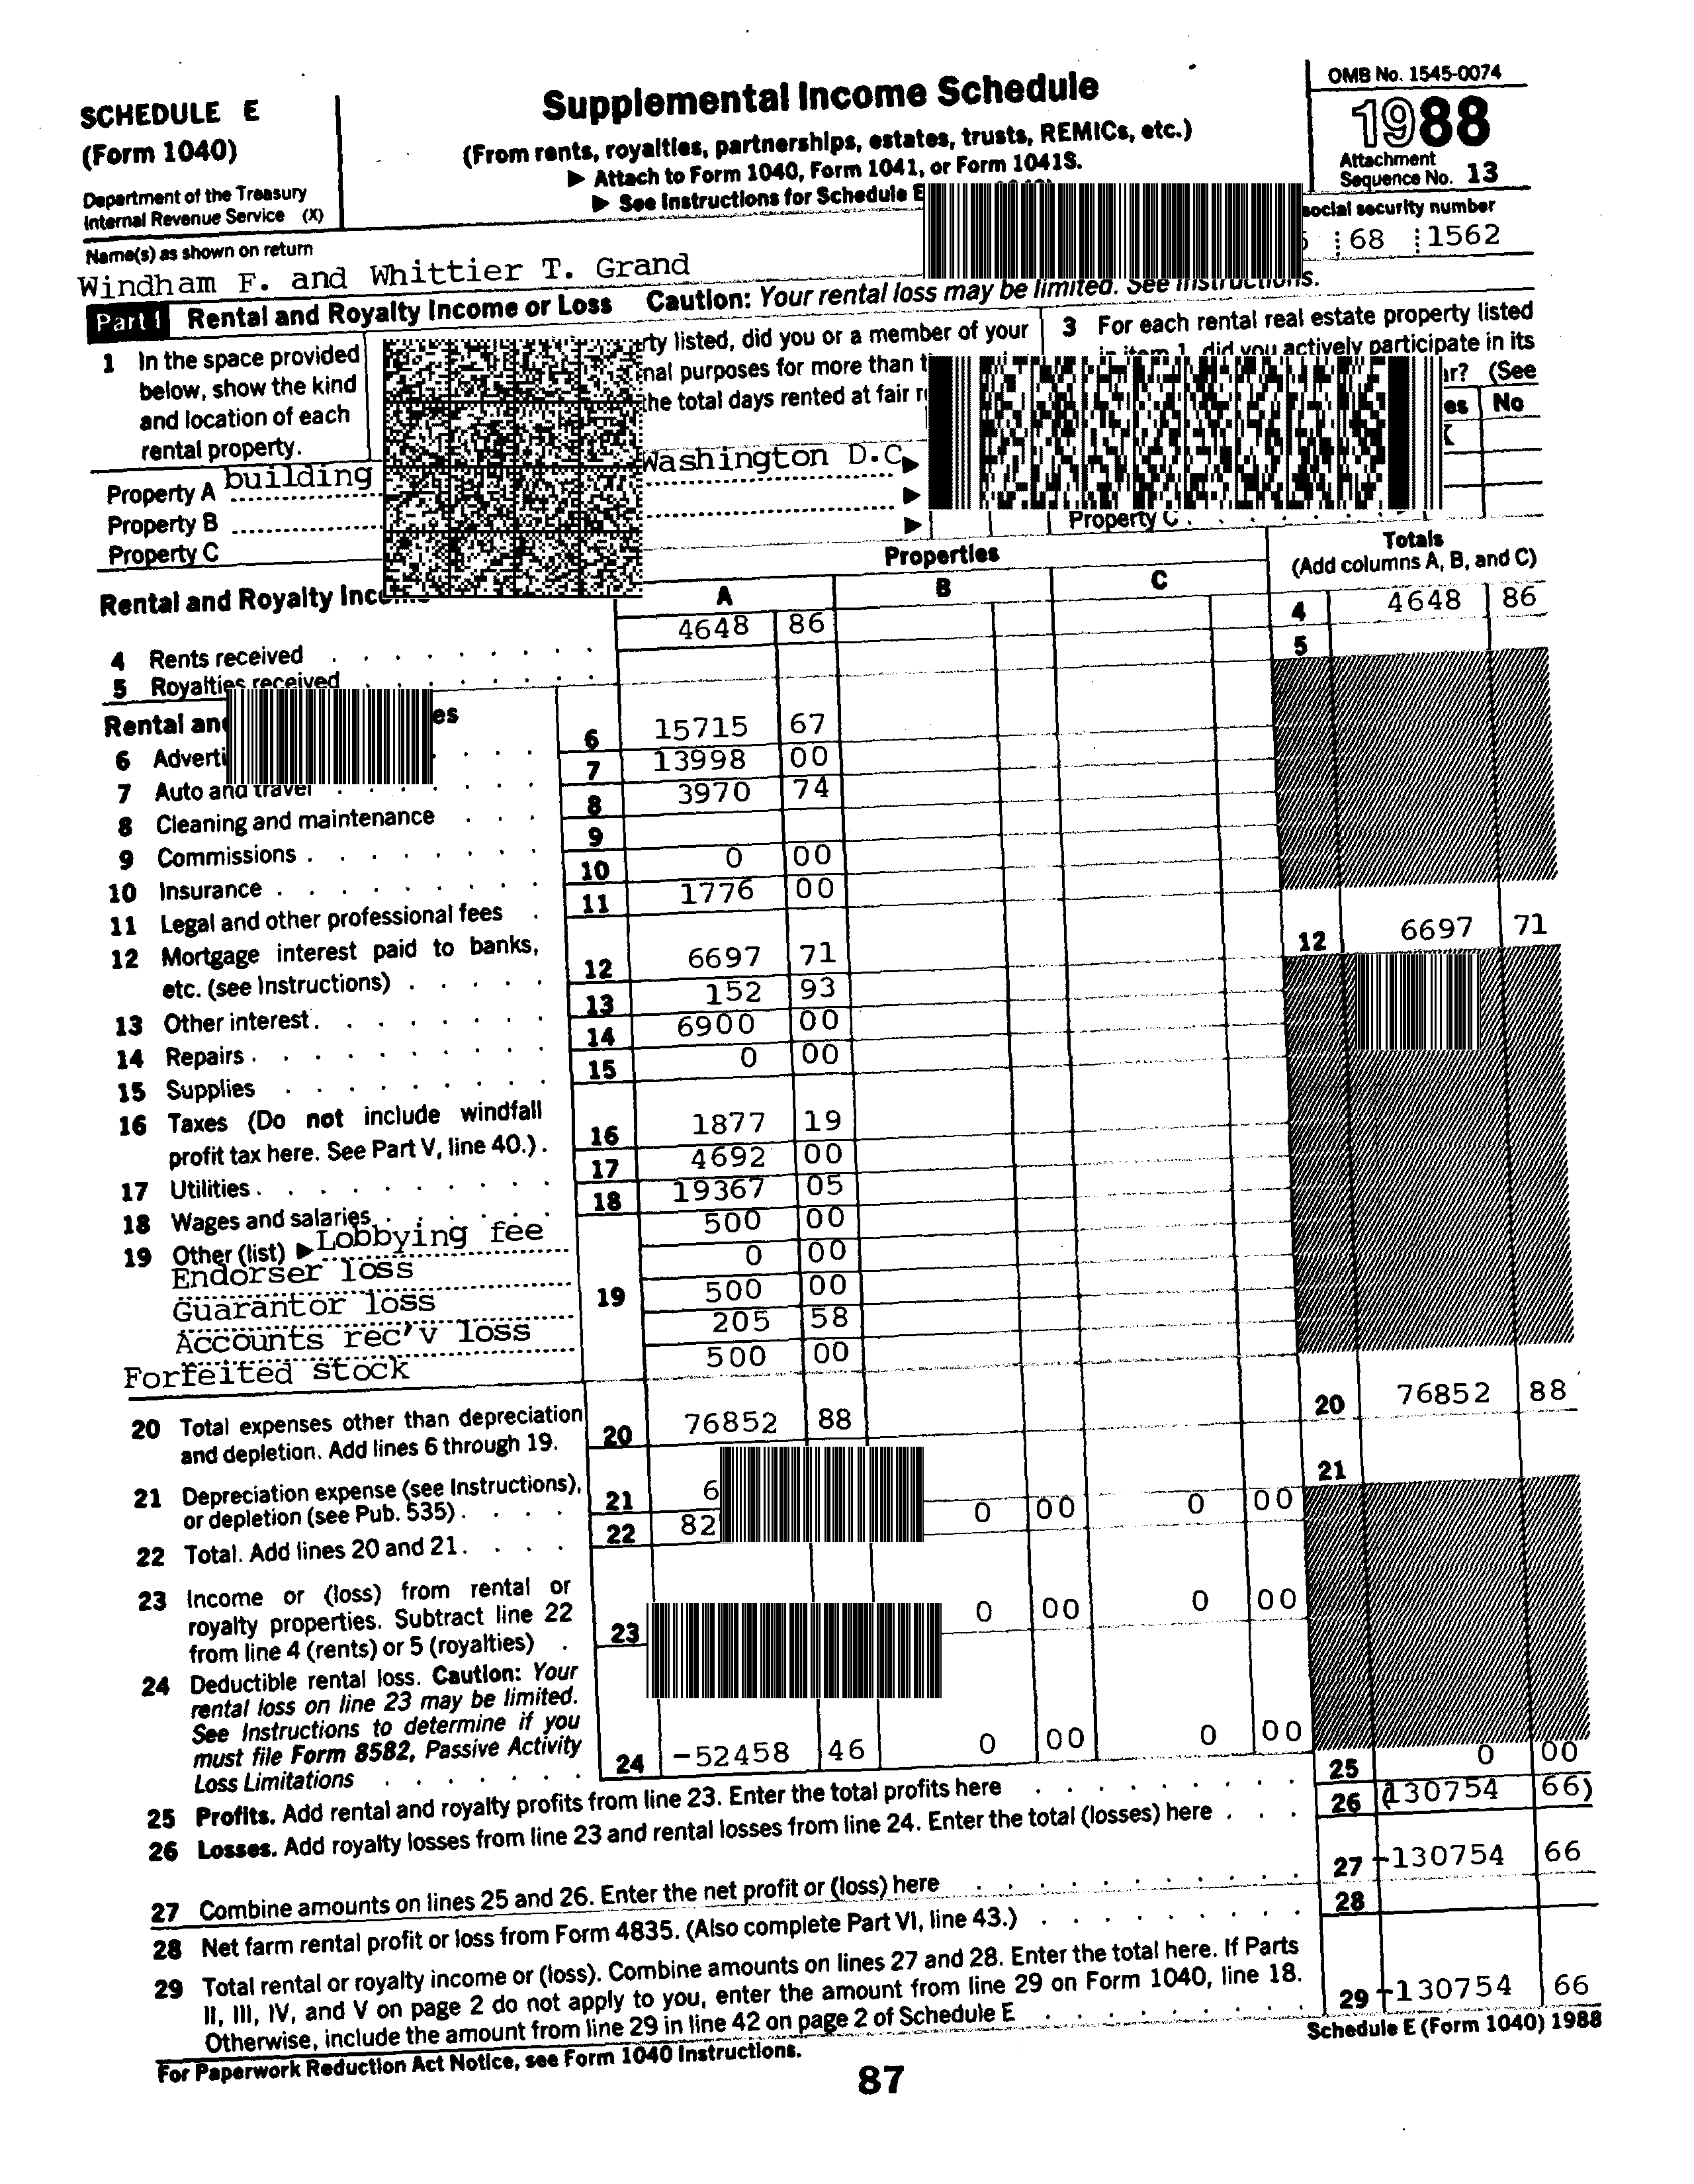 SCHEDULE E
(Form 1040)
Department of the Treasury
Internal Revenue Service (X)
Supplemental Income Schedule
(From rents, royalties, partnerships, estates, trusts, REMICs, etc.)
▶ Attach to Form 1040, Form 1041, or Form 1041S.
▶ See Instructions for Schedule E
OMB No. 1545-0074
1988
Attachment
Sequence No. 13
Name(s) as shown on return
social security number
Windham F. and Whittier T. Grand
68 1562
Part I Rental and Royalty Income or Loss Caution: Your rental loss may be limited. See Instructions.
1 In the space provided
below, show the kind
and location of each
rental property.
listed, did you or a member of your
purposes for more than
the total days rented at fair
3 For each rental real estate property listed
in item 1, did you actively participate in its
(See
No
Property A building Washington D.C. ▶
Property B ▶
Property C ▶
Property C
Properties
Totals
(Add columns A, B, and C)
Rental and Royalty
A B C
4 Rents received 4648 86 4 4648 86
5 Royalties received 5
Rental
6 6 15715 67
7 Auto and travel 7 13998 00
8 Cleaning and maintenance 8 3970 74
9 Commissions 9
10 Insurance 10 0 00
11 Legal and other professional fees 11 1776 00
12 Mortgage interest paid to banks,
etc. (see Instructions) 12 6697 71 12 6697 71
13 Other interest 13 152 93
14 Repairs 14 6900 00
15 Supplies 15 0 00
16 Taxes (Do not include windfall
profit tax here. See Part V, line 40.) 16 1877 19
17 Utilities 17 4692 00
18 Wages and salaries 18 19367 05
19 Other (list) ▶ Lobbying fee 500 00
Endorser loss 0 00
Guarantor loss 19 500 00
Accounts rec'v loss 205 58
Forfeited stock 500 00
20 Total expenses other than depreciation
and depletion. Add lines 6 through 19. 20 76852 88 20 76852 88
21 Depreciation expense (see Instructions),
or depletion (see Pub. 535) 21 21
22 Total. Add lines 20 and 21. 22 0 00 0 00
23 Income or (loss) from rental or
royalty properties. Subtract line 22
from line 4 (rents) or 5 (royalties) 23 0 00 0 00
24 Deductible rental loss. Caution: Your
rental loss on line 23 may be limited.
See Instructions to determine if you
must file Form 8582, Passive Activity
Loss Limitations 24 -52458 46 0 00 0 00
25 Profits. Add rental and royalty profits from line 23. Enter the total profits here 25 0 00
26 Losses. Add royalty losses from line 23 and rental losses from line 24. Enter the total (losses) here 26 (130754 66)
27 Combine amounts on lines 25 and 26. Enter the net profit or (loss) here 27 -130754 66
28 Net farm rental profit or loss from Form 4835. (Also complete Part VI, line 43.) 28
29 Total rental or royalty income or (loss). Combine amounts on lines 27 and 28. Enter the total here. If Parts
II, III, IV, and V on page 2 do not apply to you, enter the amount from line 29 on Form 1040, line 18.
Otherwise, include the amount from line 29 in line 42 on page 2 of Schedule E 29 -130754 66
For Paperwork Reduction Act Notice, see Form 1040 Instructions.
Schedule E (Form 1040) 1988
87